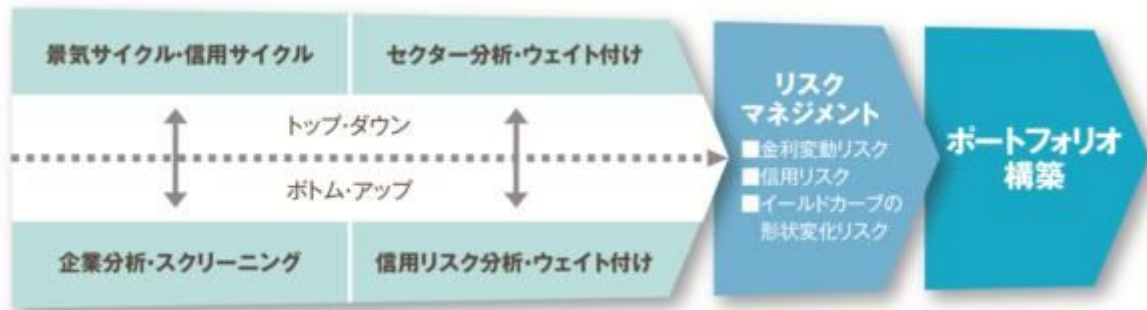 景気サイクル・信用サイクル
セクター分析・ウェイト付け
トップ・ダウン
ボトム・アップ
企業分析・スクリーニング
信用リスク分析・ウェイト付け
リスク
マネジメント
■金利変動リスク
■信用リスク
■イールドカーブの
形状変化リスク
ポートフォリオ
構築